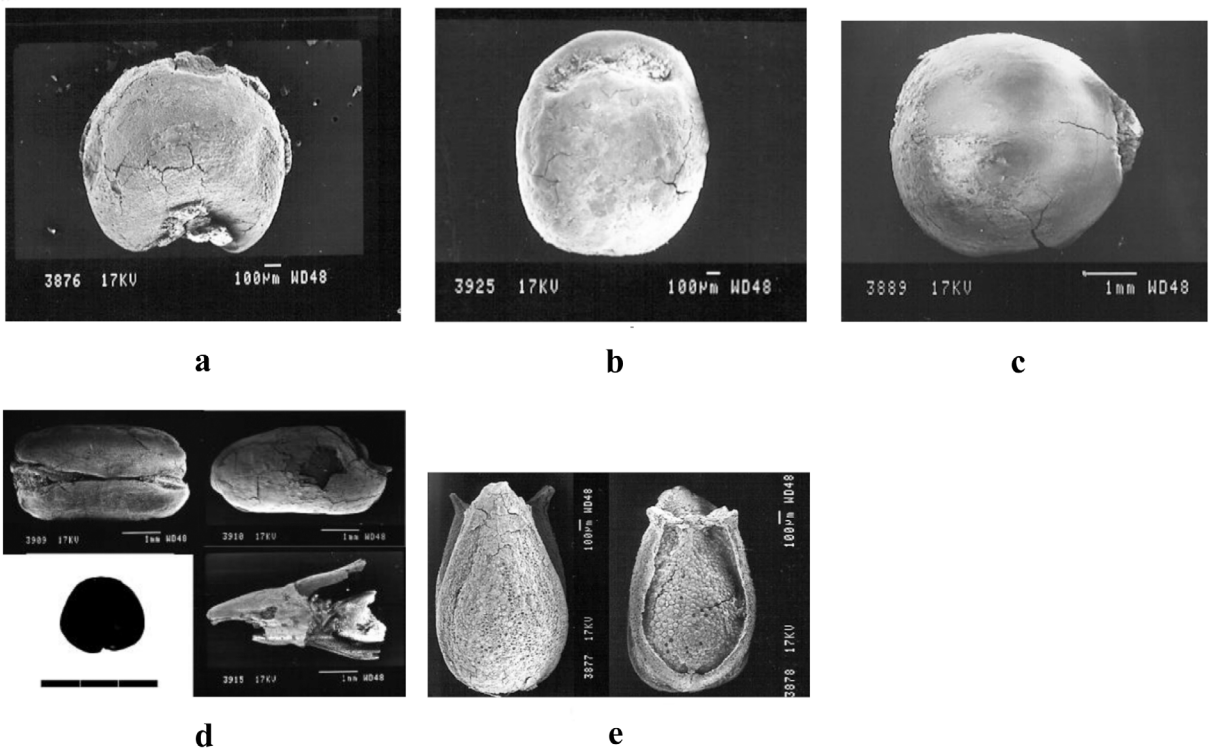 3876 17KV 100µm WD48
3925 17KV 100µm WD48
3889 17KV 1mm WD48
a
b
c
3909 17KV 1mm WD48
3910 17KV 1mm WD48
3915 17KV 1mm WD48
3877 17KV 100µm WD48
3878 17KV 100µm WD48
d
e